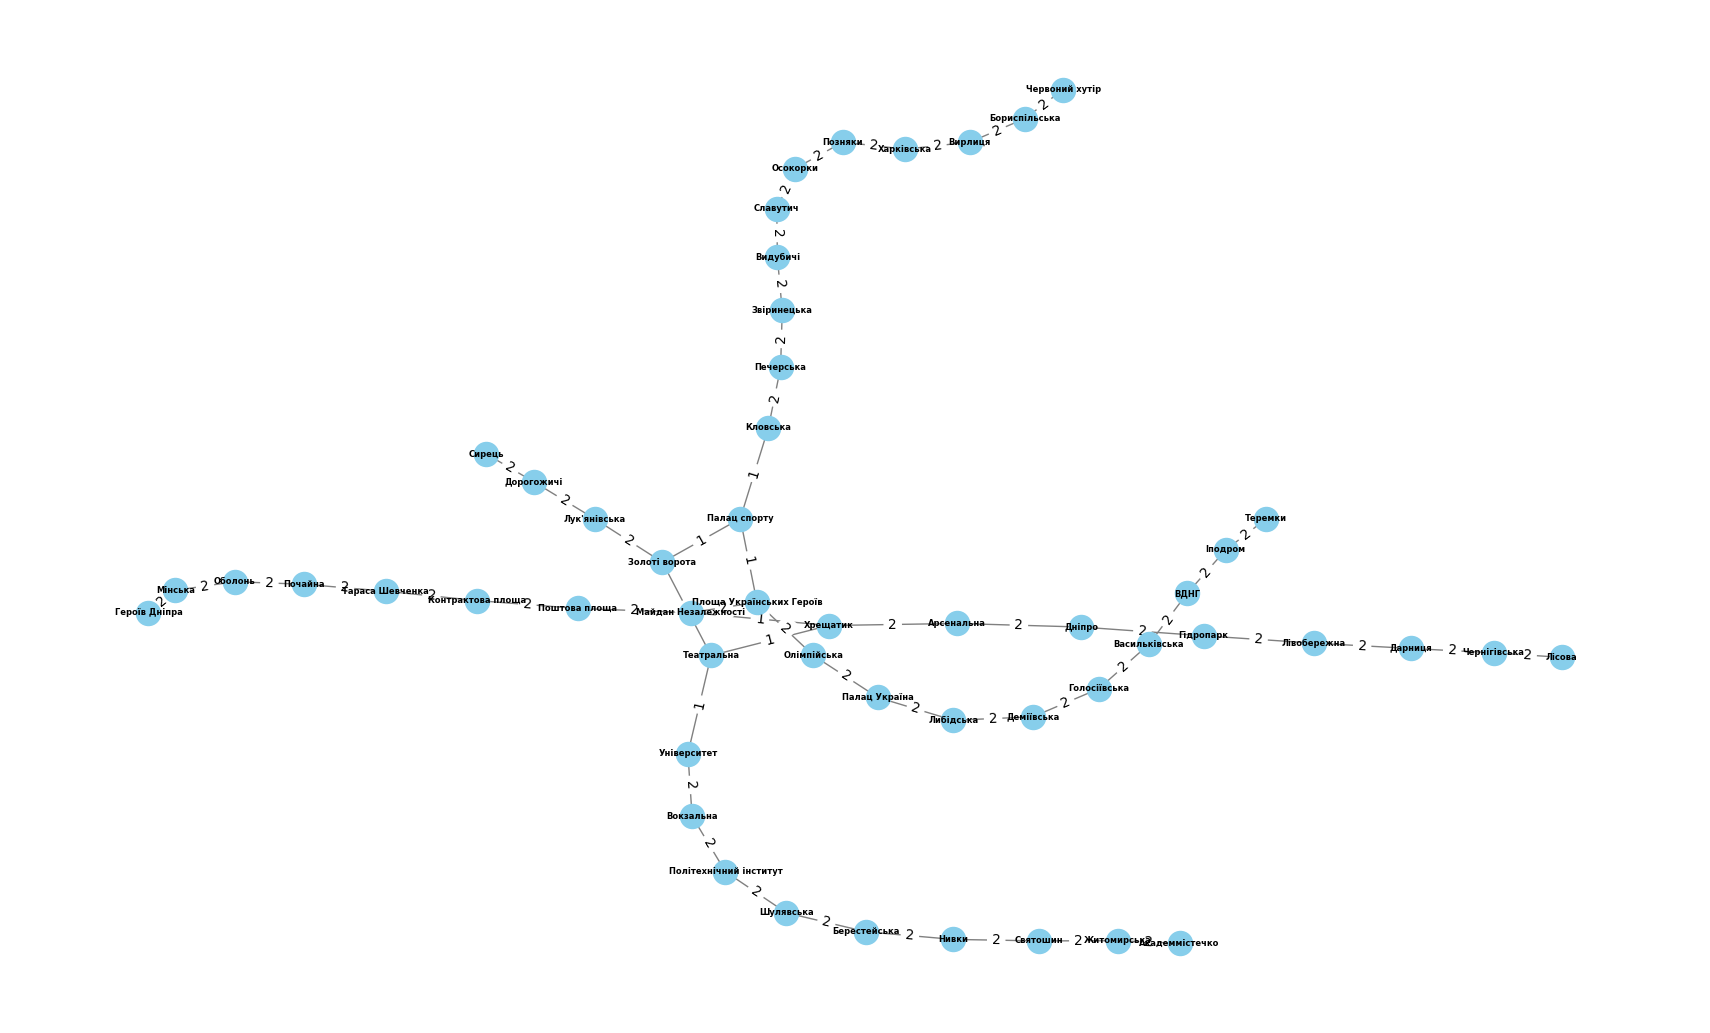 Червоний хутір
2
Бориспільська
2
Вирлиця
2
Харківська
2
Позняки
2
Осокорки
2
Славутич
2
Видубичі
2
Звіринецька
2
Печерська
2
Кловська
1
Палац спорту
1
1
Сирець
2
Дорогожичі
2
Лук'янівська
2
Золоті ворота
Героїв Дніпра
2
Мінська
2
Оболонь
2
Почайна
2
Тараса Шевченка
2
Контрактова площа
2
Поштова площа
2
Майдан Незалежності
2
Площа Українських Героїв
1
2
Хрещатик
2
Арсенальна
2
Дніпро
2
Гідропарк
2
Лівобережна
2
Дарниця
2
Чернігівська
2
Лісова
Теремки
2
Іподром
2
ВДНГ
2
Васильківська
2
Голосіївська
2
Деміївська
2
Либідська
2
Палац Україна
2
Олімпійська
Театральна
1
1
Університет
2
Вокзальна
2
Політехнічний інститут
2
Шулявська
2
Берестейська
2
Нивки
2
Святошин
2
Житомирська
2
Академмістечко